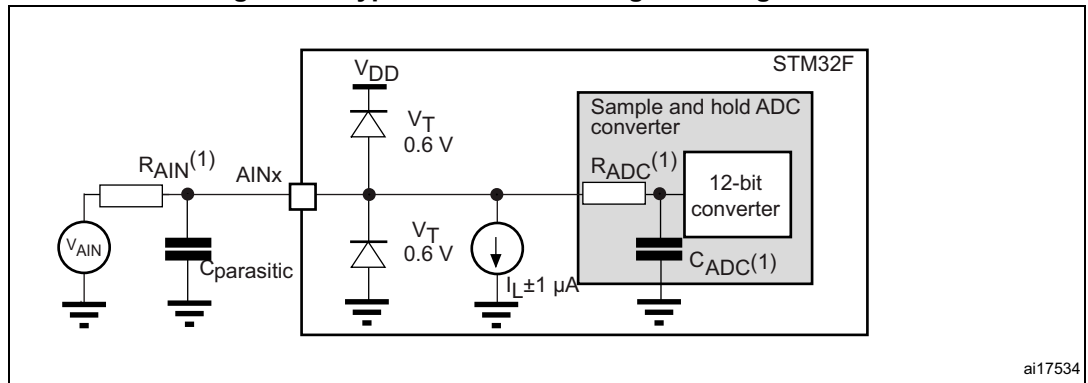 STM32F
VDD
Sample and hold ADC
converter
VT
0.6 V
RAIN(1)
AINx
RADC(1)
12-bit
converter
VAIN
Cparasitic
VT
0.6 V
IL±1 µA
CADC(1)
ai17534